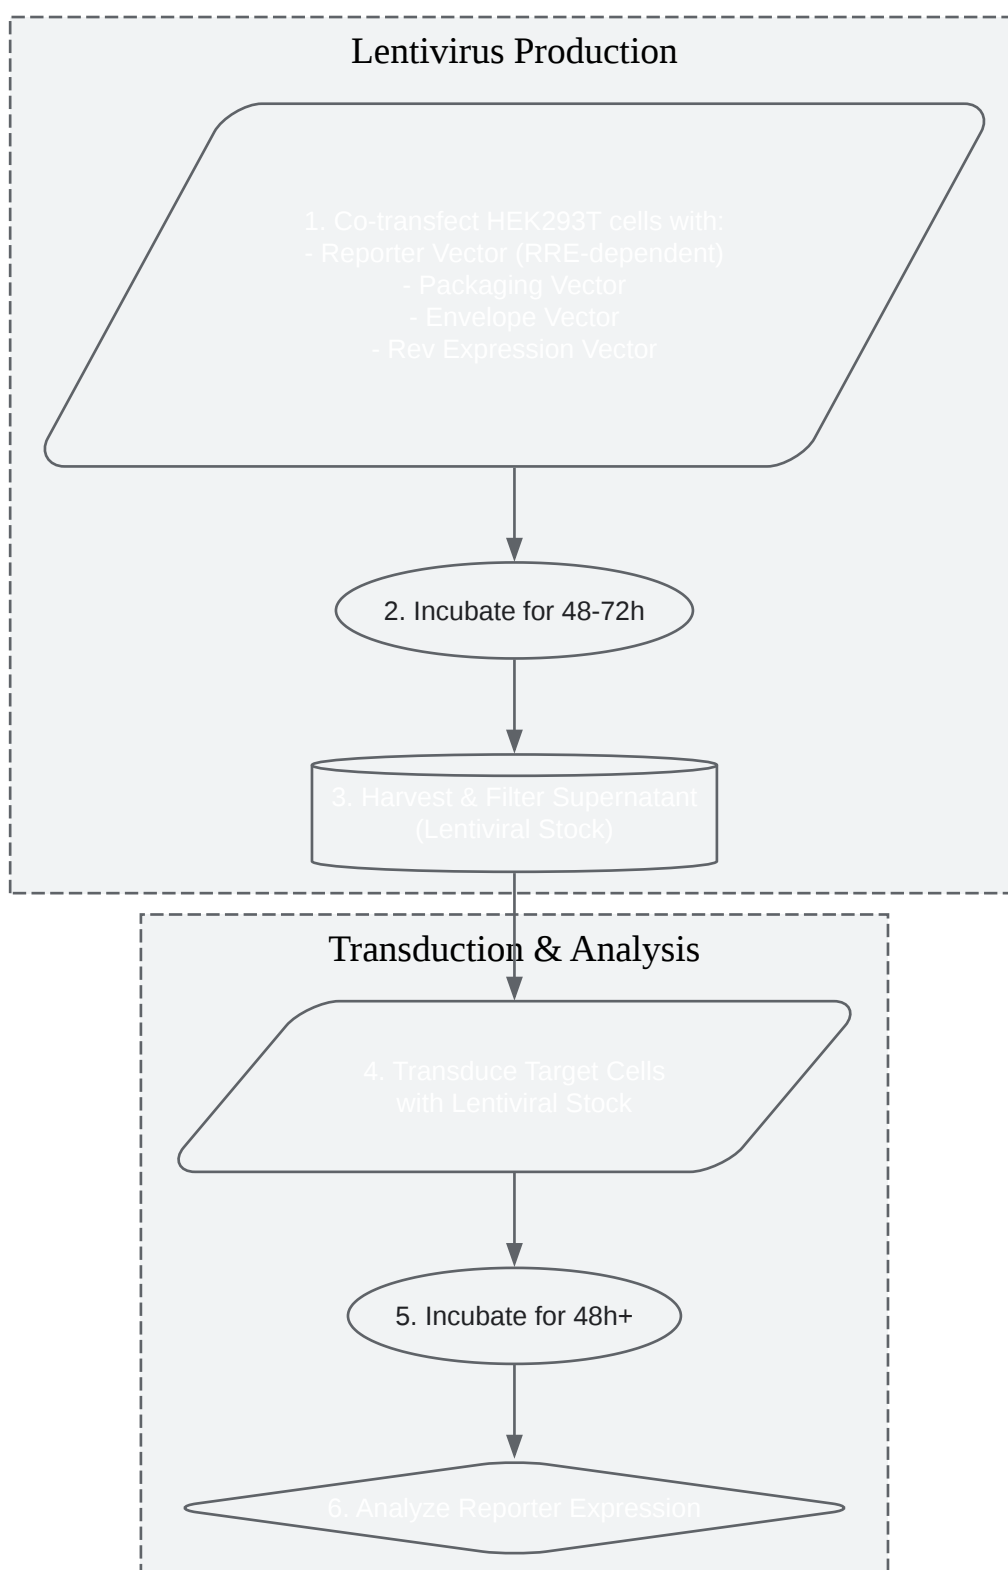 Lentivirus Production
1. Co-transfect HEK293T cells with:
- Reporter Vector (RRE-dependent)
- Packaging Vector
- Envelope Vector
- Rev Expression Vector
2. Incubate for 48-72h
3. Harvest & Filter Supernatant
(Lentiviral Stock)
Transduction & Analysis
4. Transduce Target Cells
with Lentiviral Stock
5. Incubate for 48h+
6. Analyze Reporter Expression